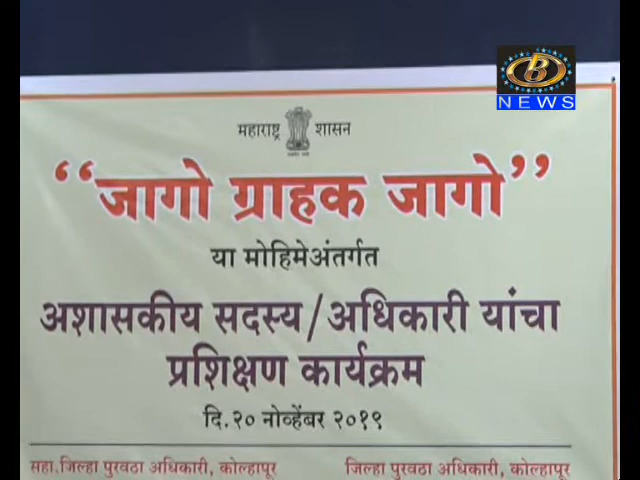 B
NEWS
महाराष्ट्र शासन
“जागो ग्राहक जागो”
या मोहिमेअंतर्गत
अशासकीय सदस्य/अधिकारी यांचा
प्रशिक्षण कार्यक्रम
दि.२० नोव्हेंबर २०१९
सहा.जिल्हा पुरवठा अधिकारी, कोल्हापूर जिल्हा पुरवठा अधिकारी, कोल्हापूर